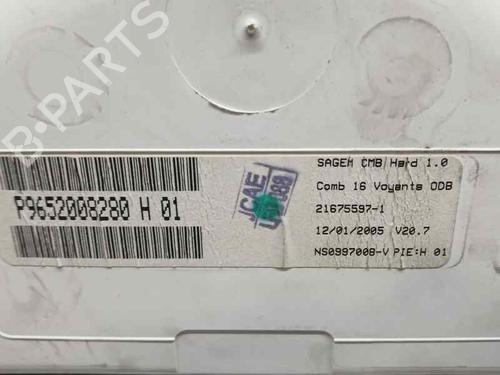 B-PARTS
P9652008280 H 01
SAGEM CMB Hard 1.0
Comb 16 Voyants ODB
21675597-1
12/01/2005 V20.7
NS0997008-V PIE:H 01
CAE